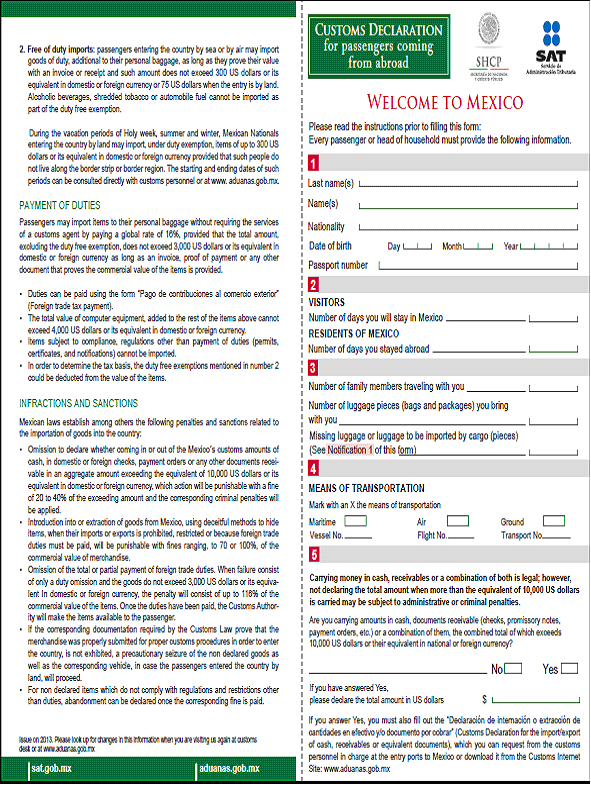 2. Free of duty imports: passengers entering the country by sea or by air may import
goods of duty, additional to their personal baggage, as long as they prove their value
with an invoice or receipt and such amount does not exceed 300 US dollars or its
equivalent in domestic or foreign currency or 75 US dollars when the entry is by land.
Alcoholic beverages, shredded tobacco or automobile fuel cannot be imported as
part of the duty free exemption.
During the vacation periods of Holy week, summer and winter, Mexican Nationals
entering the country by land may import, under duty exemption, items of up to 300 US
dollars or its equivalent in domestic or foreign currency provided that such people do
not live along the border strip or border region. The starting and ending dates of such
periods can be consulted directly with customs personnel or at www. aduanas.gob.mx.
PAYMENT OF DUTIES
Passengers may import items to their personal baggage without requiring the services
of a customs agent by paying a global rate of 16%, provided that the total amount,
excluding the duty free exemption, does not exceed 3,000 US dollars or its equivalent in
domestic or foreign currency as long as an invoice, proof of payment or any other
document that proves the commercial value of the items is provided.
• Duties can be paid using the form "Pago de contribuciones al comercio exterior"
(Foreign trade tax payment).
• The total value of computer equipment, added to the rest of the items above cannot
exceed 4,000 US dollars or its equivalent in domestic or foreign currency.
• Items subject to compliance, regulations other than payment of duties (permits,
certificates, and notifications) cannot be imported.
• In order to determine the tax basis, the duty free exemptions mentioned in number 2
could be deducted from the value of the items.
INFRACTIONS AND SANCTIONS
Mexican laws establish among others the following penalties and sanctions related to
the importation of goods into the country:
• Omission to declare whether coming in or out of the Mexico's customs amounts of
cash, in domestic or foreign checks, payment orders or any other documents receiv-
vable in an aggregate amount exceeding the equivalent of 10,000 US dollars or its
equivalent in domestic or foreign currency, which action will be punishable with a fine
of 20 to 40% of the exceeding amount and the corresponding criminal penalties will
be applied.
• Introduction into or extraction of goods from Mexico, using deceitful methods to hide
items, when their imports or exports is prohibited, restricted or because foreign trade
duties must be paid, will be punishable with fines ranging, to 70 or 100%, of the
commercial value of merchandise.
• Omission of the total or partial payment of foreign trade duties. When failure consist
of only a duty omission and the goods do not exceed 3,000 US dollars or its equiva-
lent In domestic or foreign currency, the penalty will consist of up to 116% of the
commercial value of the items. Once the duties have been paid, the Customs Author-
ity will make the items available to the passenger.
• If the corresponding documentation required by the Customs Law prove that the
merchandise was properly submitted for proper customs procedures in order to enter
the country, is not exhibited, a precautionary seizure of the non declared goods as
well as the corresponding vehicle, in case the passengers entered the country by
land, will proceed.
• For non declared items which do not comply with regulations and restrictions other
than duties, abandonment can be declared once the corresponding fine is paid.
Issue on 2013. Please look up for changes in this information when you are visiting us again at customs
desk or at www.aduanas.gob.mx
sat.gob.mx
aduanas.gob.mx
CUSTOMS DECLARATION
for passengers coming
from abroad
SHCP
SECRETARÍA DE HACIENDA
Y CRÉDITO PÚBLICO
SAT
Servicio de
Administración Tributaria
WELCOME TO MEXICO
Please read the instructions prior to filling this form:
Every passenger or head of household must provide the following information.
1
Last name(s)
Name(s)
Nationality
Date of birth Day Month Year
Passport number
2
VISITORS
Number of days you will stay in Mexico
RESIDENTS OF MEXICO
Number of days you stayed abroad
3
Number of family members traveling with you
Number of luggage pieces (bags and packages) you bring
with you
Missing luggage or luggage to be imported by cargo (pieces)
(See Notification 1 of this form)
4
MEANS OF TRANSPORTATION
Mark with an X the means of transportation
Maritime Air Ground
Vessel No. Flight No. Transport No.
5
Carrying money in cash, receivables or a combination of both is legal; however,
not declaring the total amount when more than the equivalent of 10,000 US dollars
is carried may be subject to administrative or criminal penalties.
Are you carrying amounts in cash, documents receivable (checks, promissory notes,
payment orders, etc.) or a combination of them, the combined total of which exceeds
10,000 US dollars or their equivalent in national or foreign currency?
No Yes
If you have answered Yes,
please declare the total amount in US dollars $
If you answer Yes, you must also fill out the "Declaración de internación o extracción de
cantidades en efectivo y/o documento por cobrar" (Customs Declaration for the import/export
of cash, receivables or equivalent documents), which you can request from the customs
personnel in charge at the entry ports to Mexico or download it from the Customs Internet
Site: www.aduanas.gob.mx